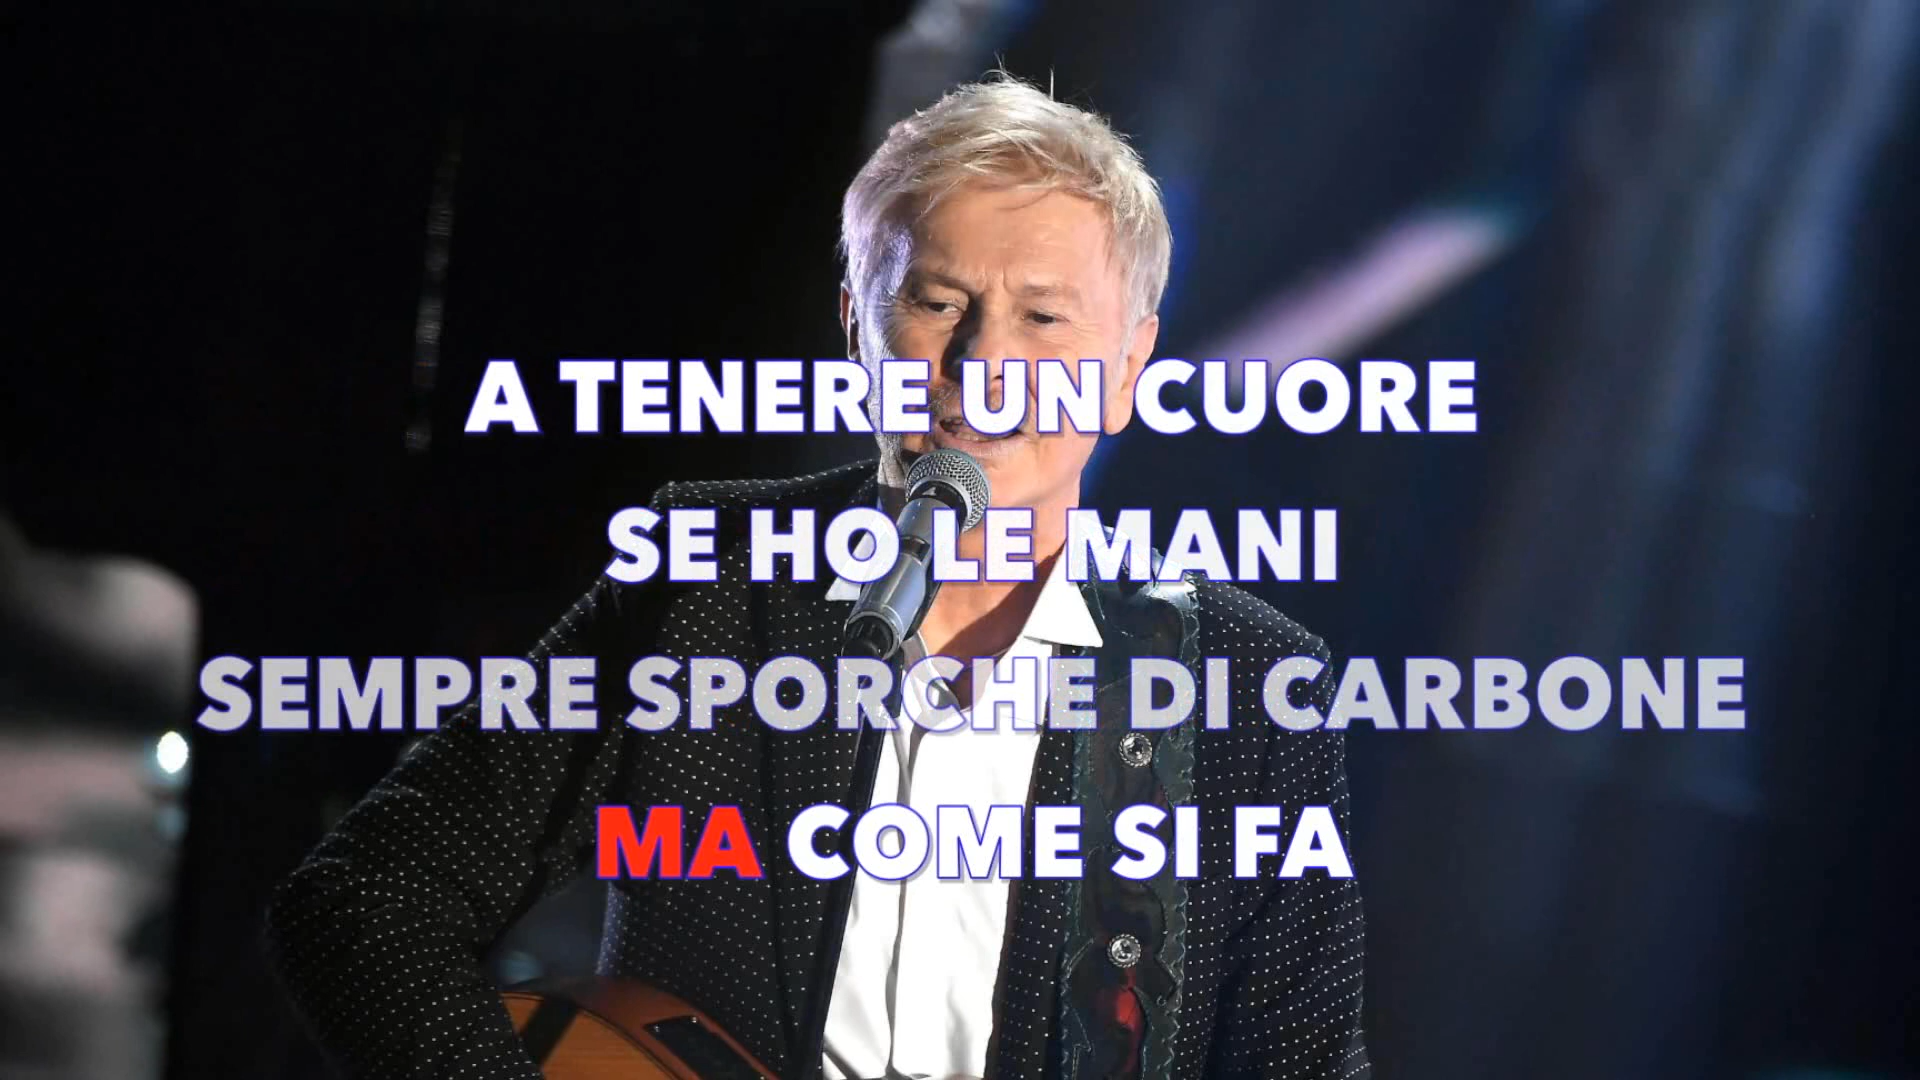 A TENERE UN CUORE
SE HO LE MANI
SEMPRE SPORCHE DI CARBONE
MA COME SI FA